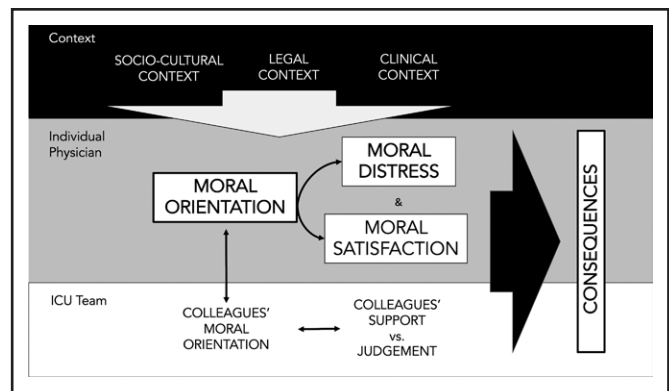 Context
SOCIO-CULTURAL
CONTEXT
LEGAL
CONTEXT
CLINICAL
CONTEXT
Individual
Physician
MORAL
ORIENTATION
MORAL
DISTRESS
&
MORAL
SATISFACTION
CONSEQUENCES
ICU Team
COLLEAGUES'
MORAL
ORIENTATION
COLLEAGUES'
SUPPORT
vs.
JUDGEMENT